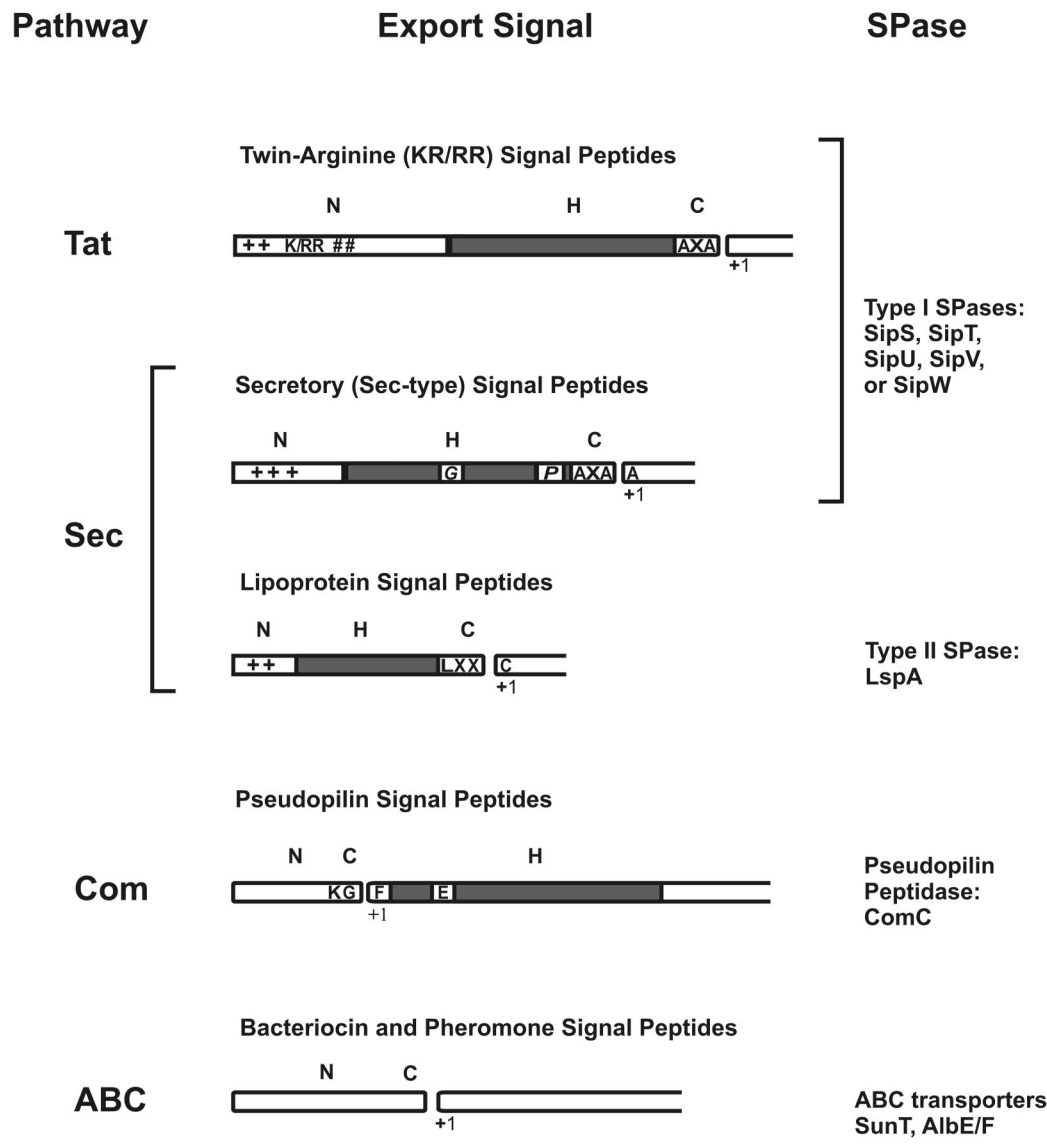 Pathway Export Signal SPase
Twin-Arginine (KR/RR) Signal Peptides
N H C
Tat
++ K/RR ## AXA
+1
Type I SPases:
SipS, SipT,
SipU, SipV,
or SipW
Secretory (Sec-type) Signal Peptides
N H C
+++ G P AXA A
+1
Sec
Lipoprotein Signal Peptides
N H C
++ LXX C
+1
Type II SPase:
LspA
Pseudopilin Signal Peptides
N C H
Com
KG F E
+1
Pseudopilin
Peptidase:
ComC
Bacteriocin and Pheromone Signal Peptides
N C
ABC
+1
ABC transporters
SunT, AlbE/F